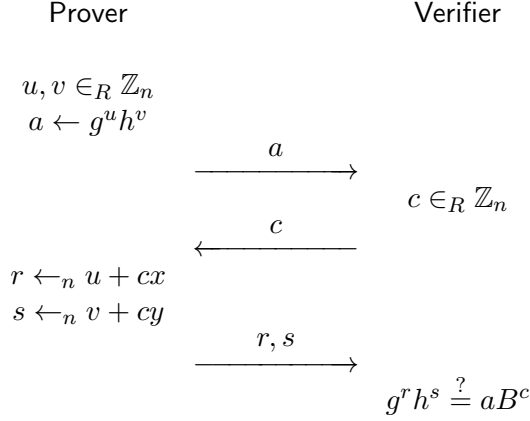 Prover Verifier
u, v ∈_R ℤ_n
a ← g^u h^v
a
c ∈_R ℤ_n
c
r ←_n u + cx
s ←_n v + cy
r, s
g^r h^s ≟ aB^c